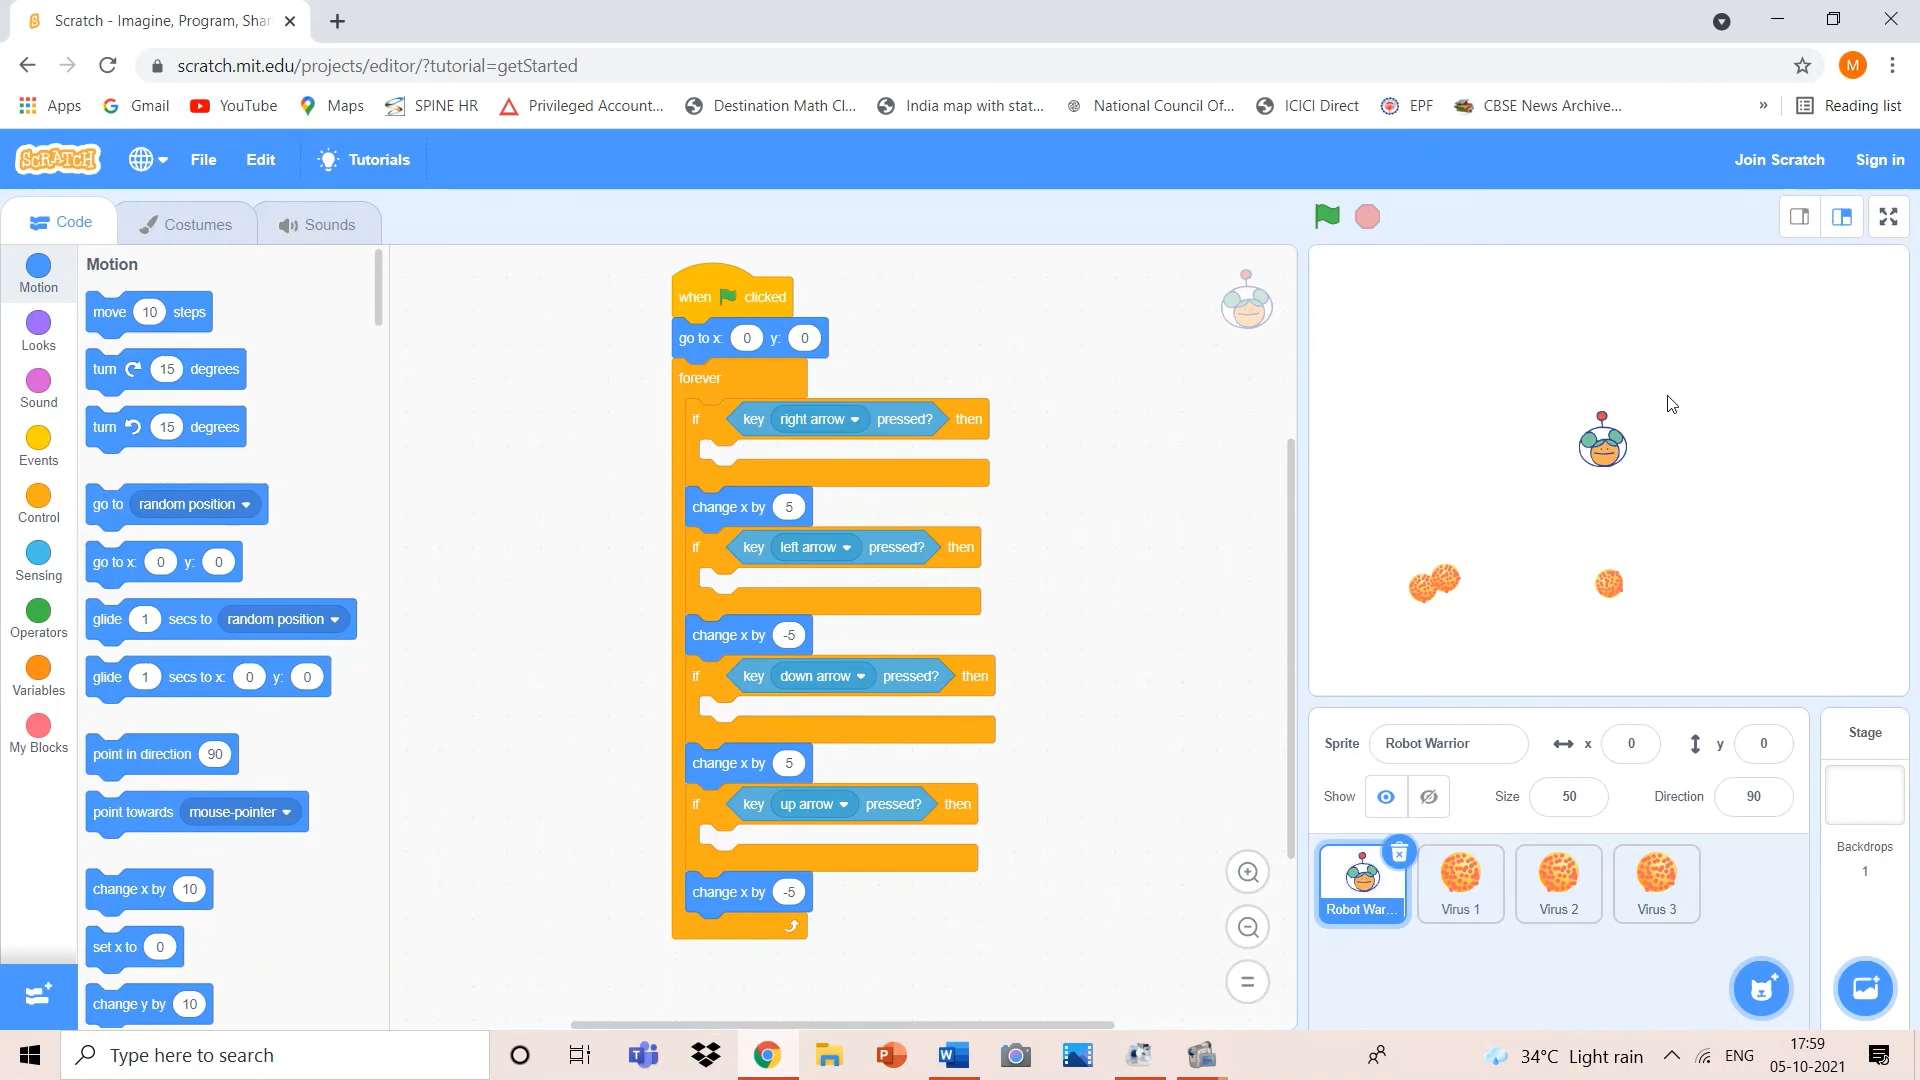 Scratch - Imagine, Program, Shar
scratch.mit.edu/projects/editor/?tutorial=getStarted
M
Apps Gmail YouTube Maps SPINE HR Privileged Account... Destination Math Cl... India map with stat... National Council Of... ICICI Direct EPF CBSE News Archive... » Reading list
SCRATCH File Edit Tutorials Join Scratch Sign in
Code Costumes Sounds
Motion
Looks
Sound
Events
Control
Sensing
Operators
Variables
My Blocks
Motion
move 10 steps
turn 15 degrees
turn 15 degrees
go to random position
go to x: 0 y: 0
glide 1 secs to random position
glide 1 secs to x: 0 y: 0
point in direction 90
point towards mouse-pointer
change x by 10
set x to 0
change y by 10
when clicked
go to x: 0 y: 0
forever
if key right arrow pressed? then
change x by 5
if key left arrow pressed? then
change x by -5
if key down arrow pressed? then
change x by 5
if key up arrow pressed? then
change x by -5
Sprite Robot Warrior x 0 y 0
Show Size 50 Direction 90
Robot War...
Virus 1
Virus 2
Virus 3
Stage
Backdrops
1
Type here to search
34°C Light rain ENG
17:59
05-10-2021